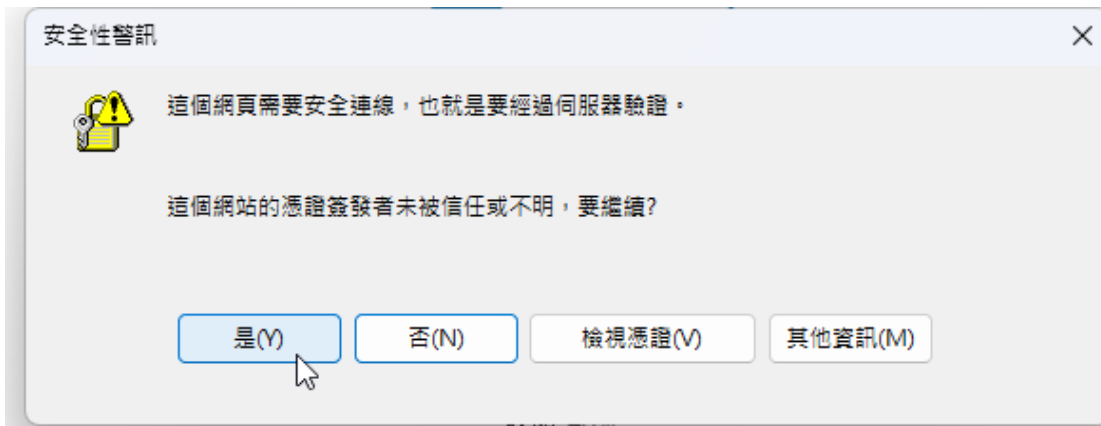 安全性警訊
這個網頁需要安全連線，也就是要經過伺服器驗證。
這個網站的憑證簽發者未被信任或不明，要繼續?
是(Y)
否(N)
檢視憑證(V)
其他資訊(M)